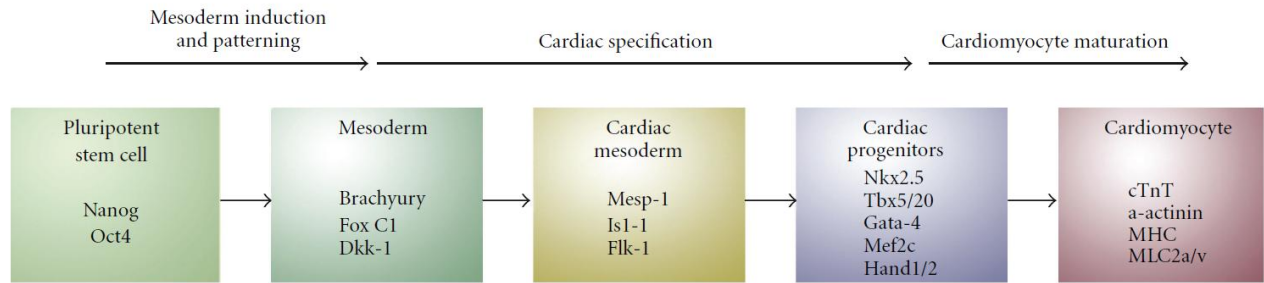 Mesoderm induction
and patterning
Cardiac specification
Cardiomyocyte maturation
Pluripotent
stem cell
Nanog
Oct4
Mesoderm
Brachyury
Fox C1
Dkk-1
Cardiac
mesoderm
Mesp-1
Is1-1
Flk-1
Cardiac
progenitors
Nkx2.5
Tbx5/20
Gata-4
Mef2c
Hand1/2
Cardiomyocyte
cTnT
a-actinin
MHC
MLC2a/v